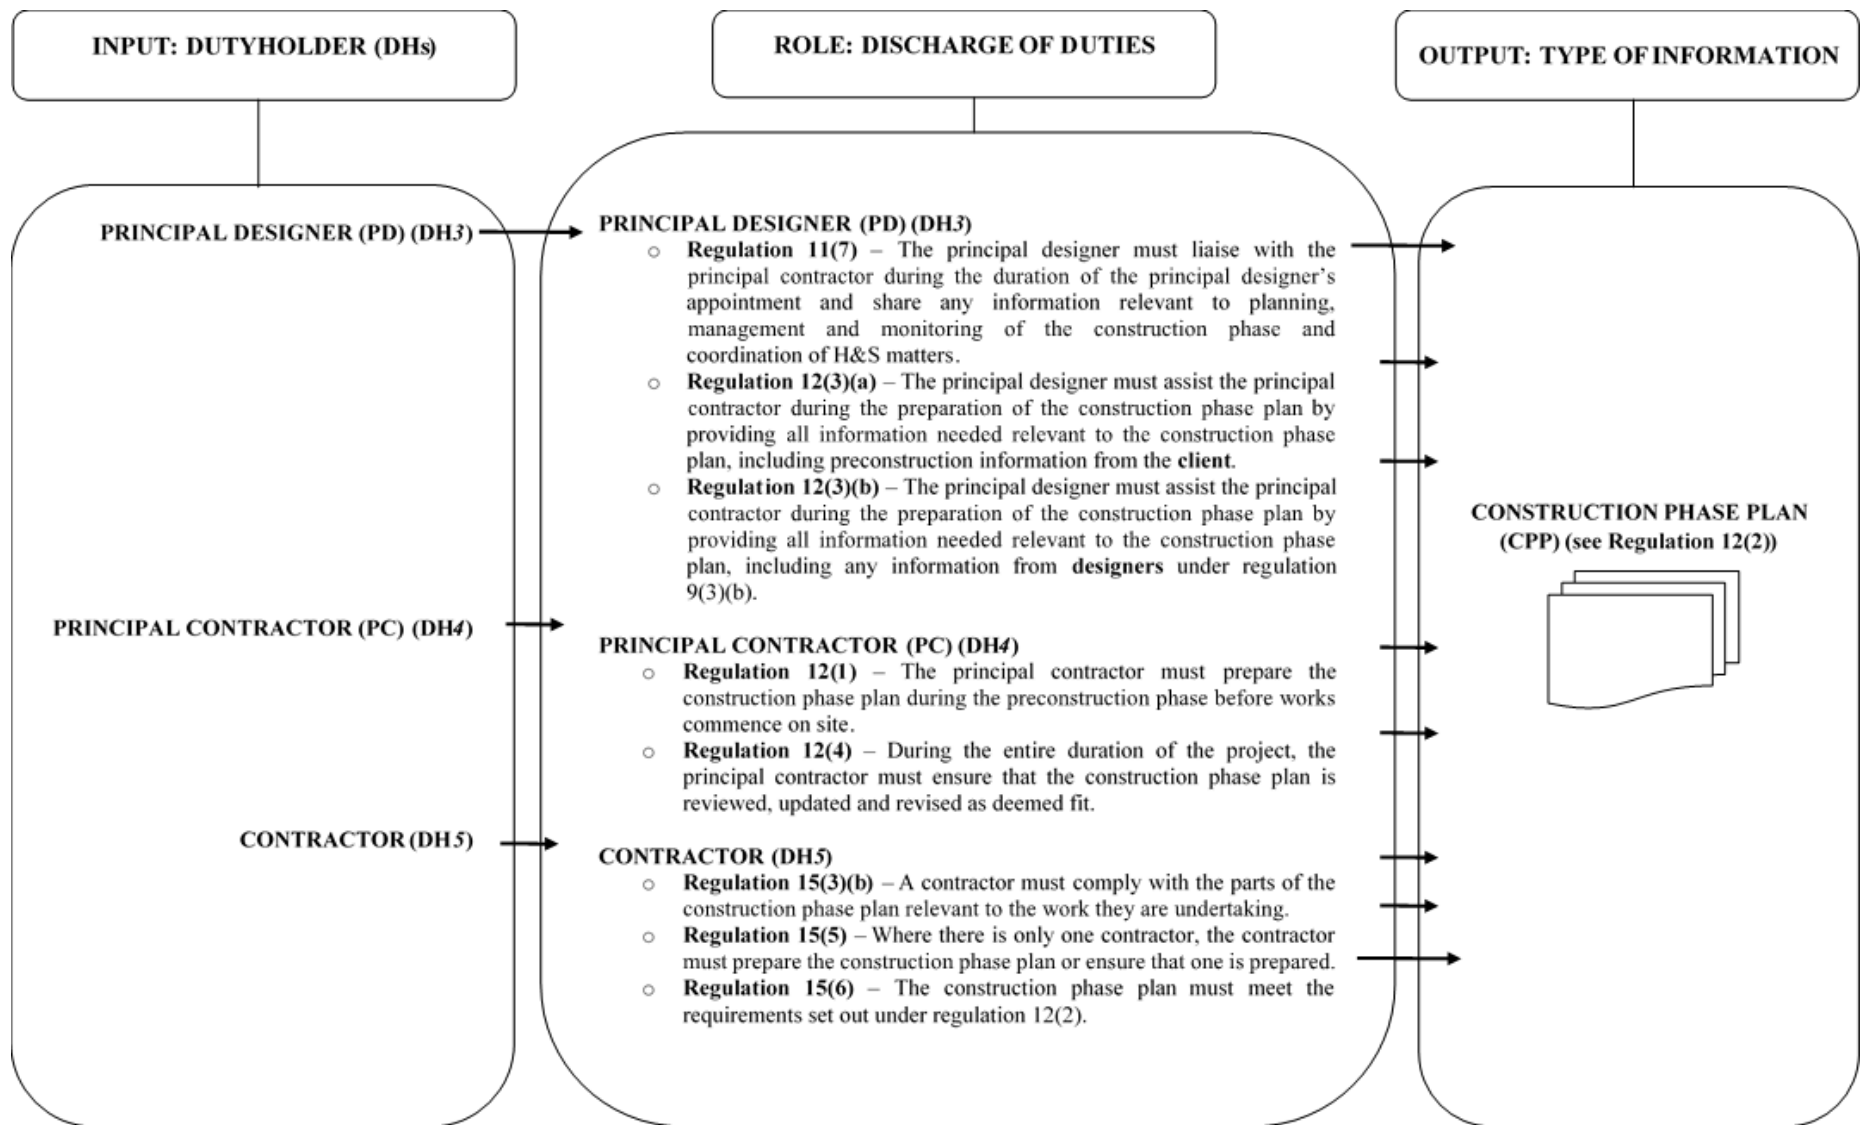 INPUT: DUTYHOLDER (DHs)
PRINCIPAL DESIGNER (PD) (DH3)
PRINCIPAL CONTRACTOR (PC) (DH4)
CONTRACTOR (DH5)
ROLE: DISCHARGE OF DUTIES
PRINCIPAL DESIGNER (PD) (DH3)
o Regulation 11(7) – The principal designer must liaise with the
principal contractor during the duration of the principal designer’s
appointment and share any information relevant to planning,
management and monitoring of the construction phase and
coordination of H&S matters.
o Regulation 12(3)(a) – The principal designer must assist the principal
contractor during the preparation of the construction phase plan by
providing all information needed relevant to the construction phase
plan, including preconstruction information from the client.
o Regulation 12(3)(b) – The principal designer must assist the principal
contractor during the preparation of the construction phase plan by
providing all information needed relevant to the construction phase
plan, including any information from designers under regulation
9(3)(b).
PRINCIPAL CONTRACTOR (PC) (DH4)
o Regulation 12(1) – The principal contractor must prepare the
construction phase plan during the preconstruction phase before works
commence on site.
o Regulation 12(4) – During the entire duration of the project, the
principal contractor must ensure that the construction phase plan is
reviewed, updated and revised as deemed fit.
CONTRACTOR (DH5)
o Regulation 15(3)(b) – A contractor must comply with the parts of the
construction phase plan relevant to the work they are undertaking.
o Regulation 15(5) – Where there is only one contractor, the contractor
must prepare the construction phase plan or ensure that one is prepared.
o Regulation 15(6) – The construction phase plan must meet the
requirements set out under regulation 12(2).
OUTPUT: TYPE OF INFORMATION
CONSTRUCTION PHASE PLAN
(CPP) (see Regulation 12(2))